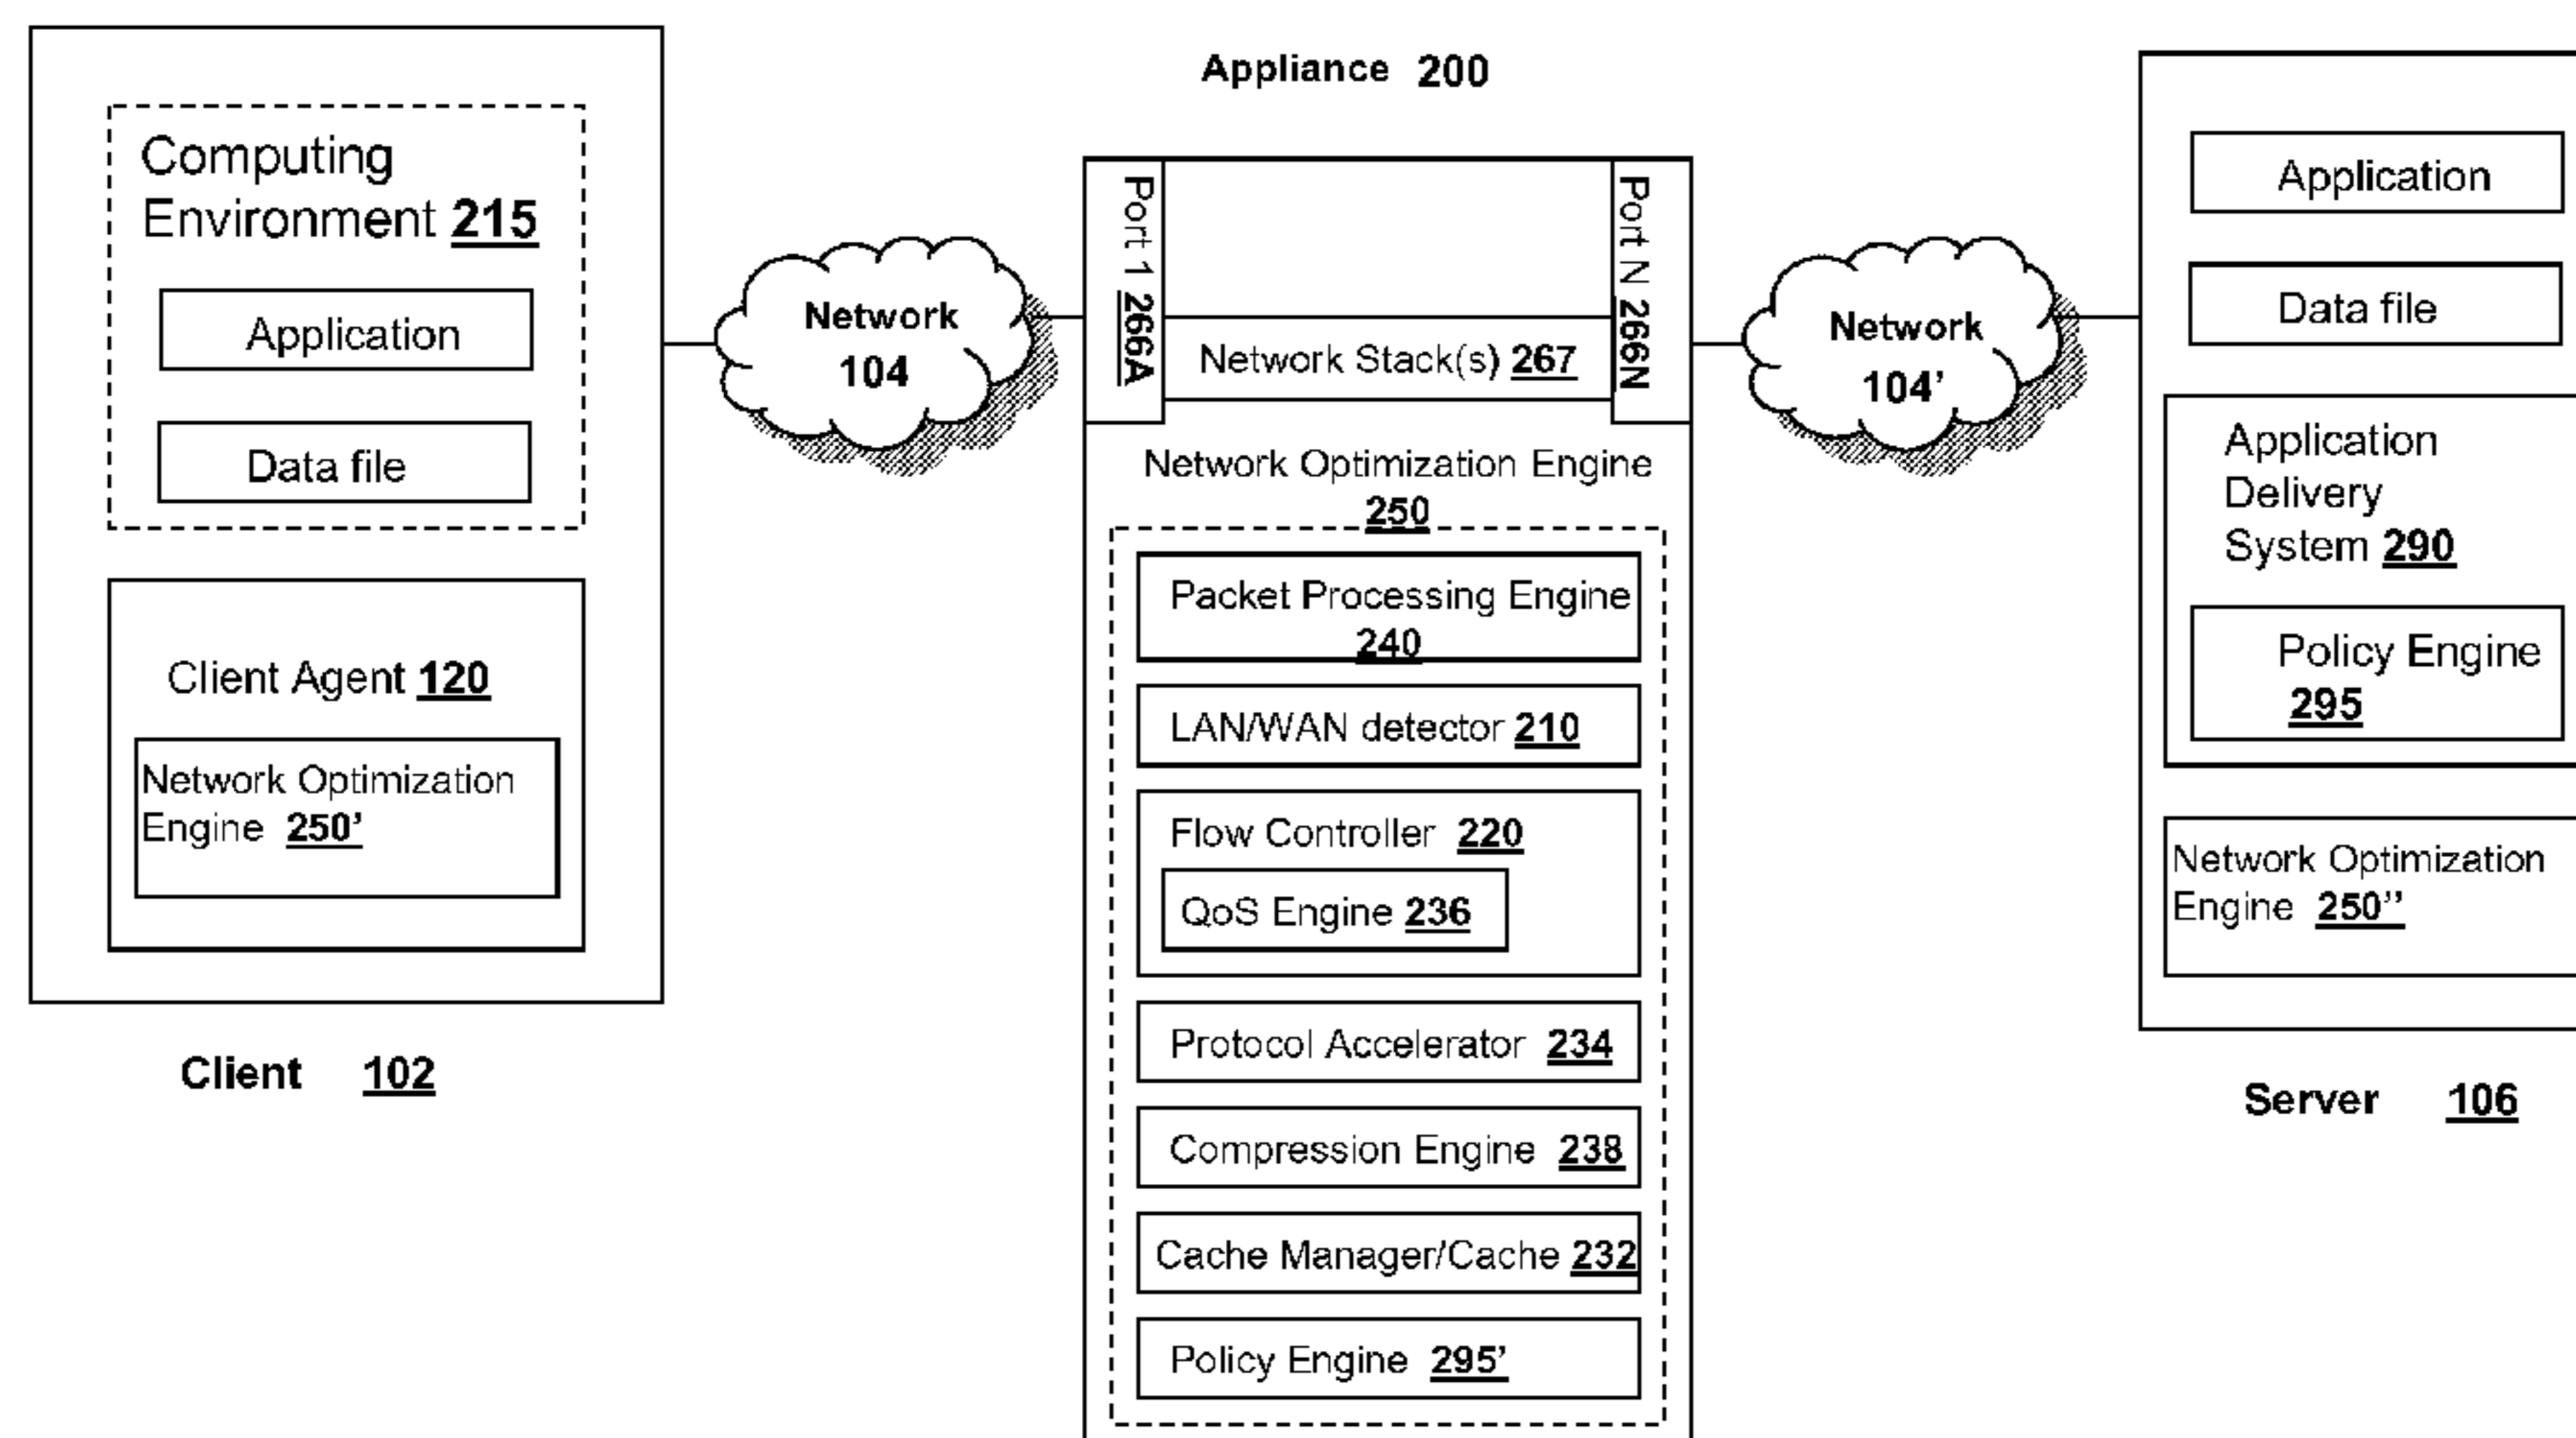 Appliance 200
Computing
Environment 215
Application
Data file
Client Agent 120
Network Optimization
Engine 250’
Client 102
Network
104
Port 1 266A
Port N 266N
Network Stack(s) 267
Network Optimization Engine
250
Packet Processing Engine
240
LAN/WAN detector 210
Flow Controller 220
QoS Engine 236
Protocol Accelerator 234
Compression Engine 238
Cache Manager/Cache 232
Policy Engine 295’
Network
104’
Application
Data file
Application
Delivery
System 290
Policy Engine
295
Network Optimization
Engine 250’’
Server 106